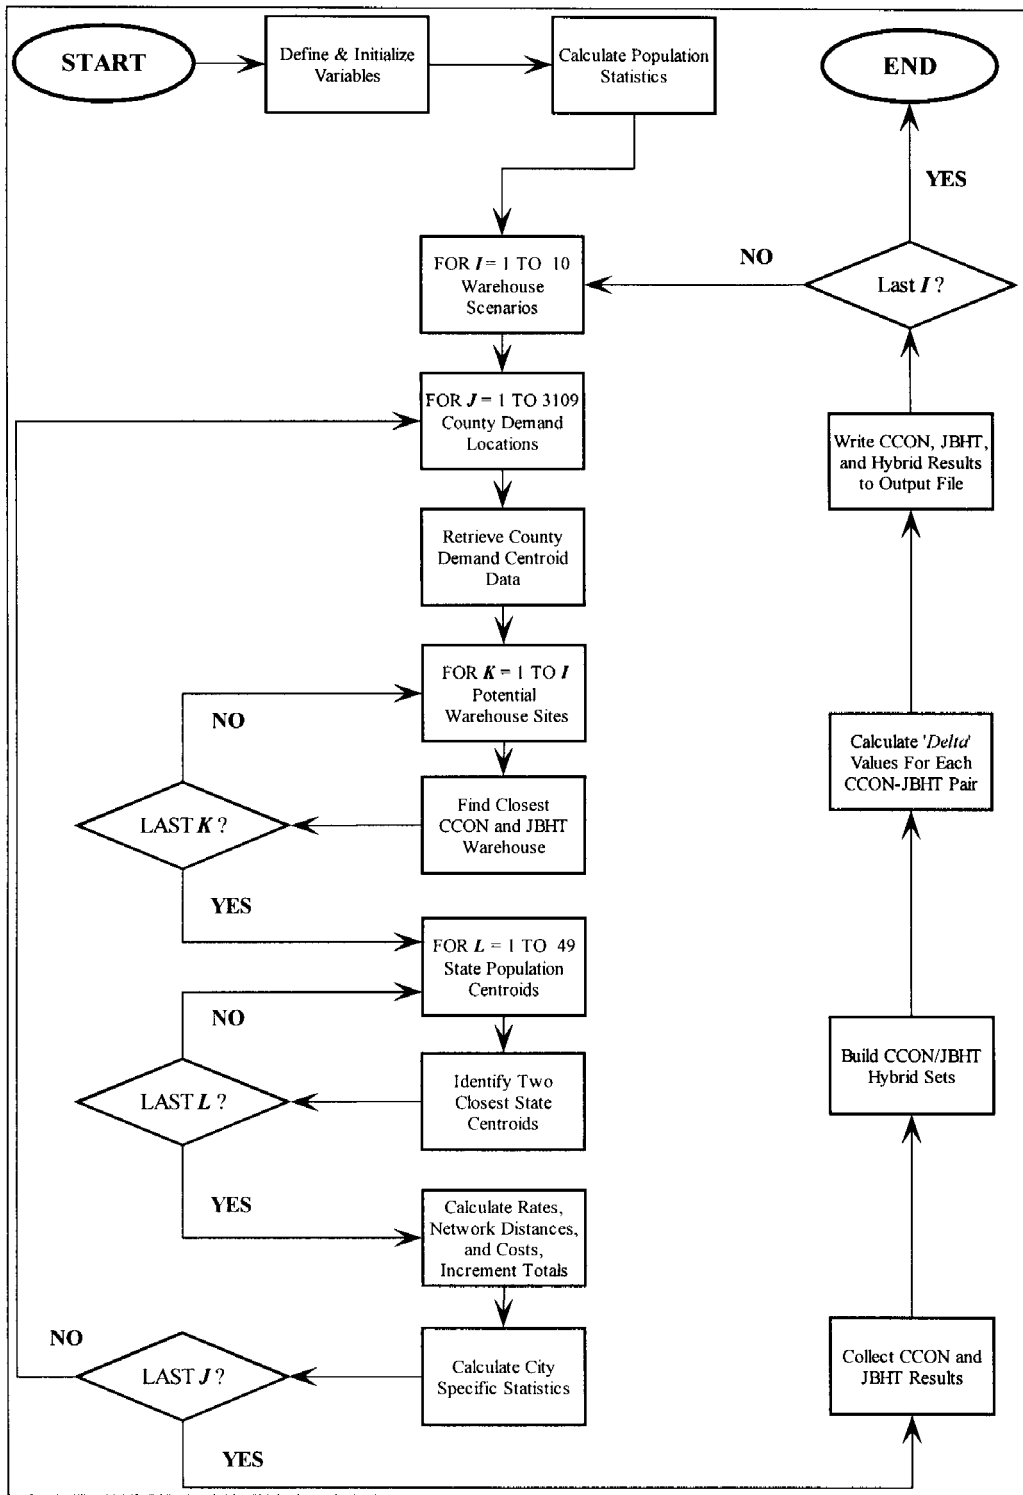 START
Define & Initialize
Variables
Calculate Population
Statistics
END
YES
FOR I = 1 TO 10
Warehouse
Scenarios
NO
Last I ?
FOR J = 1 TO 3109
County Demand
Locations
Write CCON, JBHT,
and Hybrid Results
to Output File
Retrieve County
Demand Centroid
Data
FOR K = 1 TO I
Potential
Warehouse Sites
NO
Calculate 'Delta'
Values For Each
CCON-JBHT Pair
Find Closest
CCON and JBHT
Warehouse
LAST K ?
YES
FOR L = 1 TO 49
State Population
Centroids
NO
Build CCON/JBHT
Hybrid Sets
Identify Two
Closest State
Centroids
LAST L ?
YES
Calculate Rates,
Network Distances,
and Costs,
Increment Totals
NO
LAST J ?
Calculate City
Specific Statistics
Collect CCON and
JBHT Results
YES